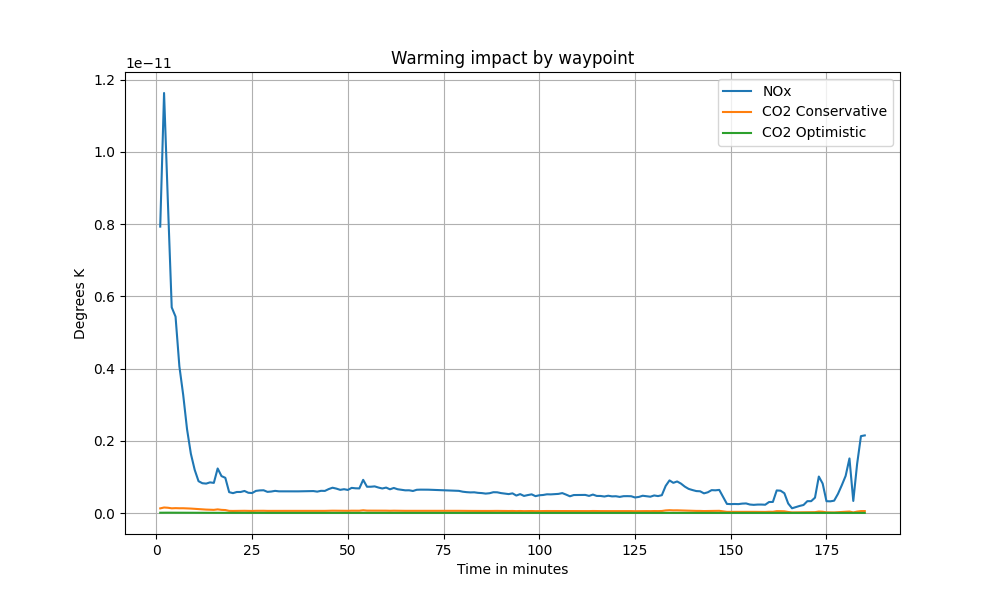 Warming impact by waypoint
1e−11
1.2
1.0
0.8
0.6
0.4
0.2
0.0
Degrees K
NOx
CO2 Conservative
CO2 Optimistic
0 25 50 75 100 125 150 175
Time in minutes